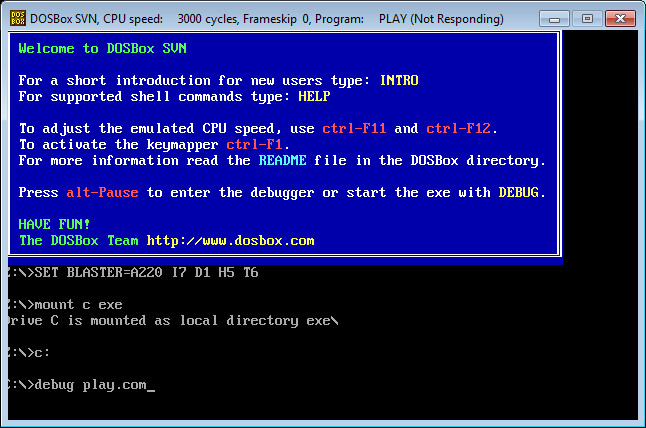 DOSBox SVN, CPU speed: 3000 cycles, Frameskip 0, Program: PLAY (Not Responding)
Welcome to DOSBox SVN
For a short introduction for new users type: INTRO
For supported shell commands type: HELP
To adjust the emulated CPU speed, use ctrl-F11 and ctrl-F12.
To activate the keymapper ctrl-F1.
For more information read the README file in the DOSBox directory.
Press alt-Pause to enter the debugger or start the exe with DEBUG.
HAVE FUN!
The DOSBox Team http://www.dosbox.com
Z:\>SET BLASTER=A220 I7 D1 H5 T6
Z:\>mount c exe
Drive C is mounted as local directory exe\
Z:\>c:
C:\>debug play.com_